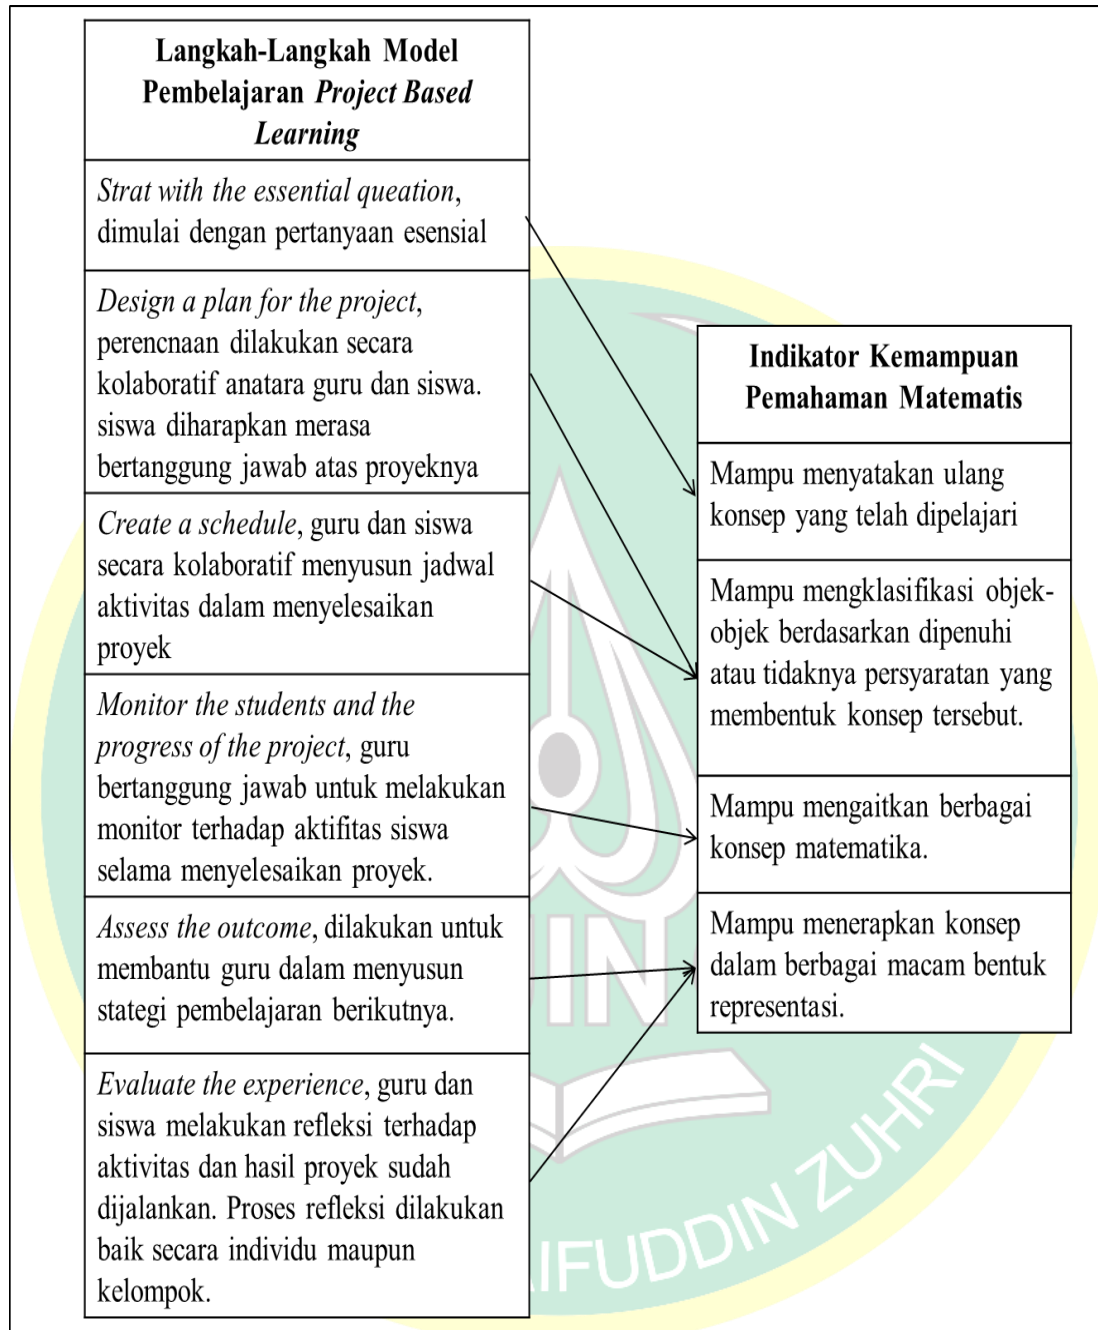 Langkah-Langkah Model
Pembelajaran Project Based
Learning
Strat with the essential queation,
dimulai dengan pertanyaan esensial
Design a plan for the project,
perencnaan dilakukan secara
kolaboratif anatara guru dan siswa.
siswa diharapkan merasa
bertanggung jawab atas proyeknya
Create a schedule, guru dan siswa
secara kolaboratif menyusun jadwal
aktivitas dalam menyelesaikan
proyek
Monitor the students and the
progress of the project, guru
bertanggung jawab untuk melakukan
monitor terhadap aktifitas siswa
selama menyelesaikan proyek.
Assess the outcome, dilakukan untuk
membantu guru dalam menyusun
stategi pembelajaran berikutnya.
Evaluate the experience, guru dan
siswa melakukan refleksi terhadap
aktivitas dan hasil proyek sudah
dijalankan. Proses refleksi dilakukan
baik secara individu maupun
kelompok.
Indikator Kemampuan
Pemahaman Matematis
Mampu menyatakan ulang
konsep yang telah dipelajari
Mampu mengklasifikasi objek-
objek berdasarkan dipenuhi
atau tidaknya persyaratan yang
membentuk konsep tersebut.
Mampu mengaitkan berbagai
konsep matematika.
Mampu menerapkan konsep
dalam berbagai macam bentuk
representasi.
ZUHRI